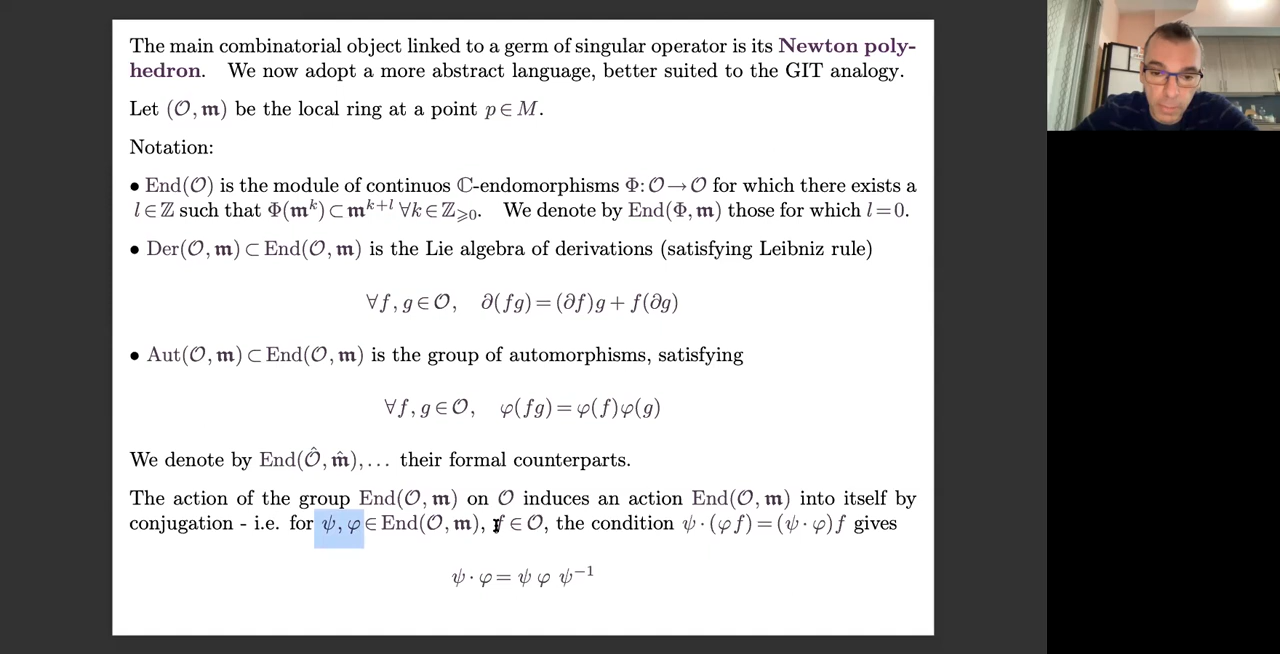 The main combinatorial object linked to a germ of singular operator is its Newton poly-
hedron. We now adopt a more abstract language, better suited to the GIT analogy.
Let (𝒪, 𝔪) be the local ring at a point p ∈ M.
Notation:
• End(𝒪) is the module of continuos ℂ-endomorphisms Φ: 𝒪 → 𝒪 for which there exists a
l ∈ ℤ such that Φ(𝔪ᵏ) ⊂ 𝔪ᵏ⁺ˡ ∀k ∈ ℤ_{⩾0}. We denote by End(Φ, 𝔪) those for which l = 0.
• Der(𝒪, 𝔪) ⊂ End(𝒪, 𝔪) is the Lie algebra of derivations (satisfying Leibniz rule)
∀f, g ∈ 𝒪, ∂(fg) = (∂f)g + f(∂g)
• Aut(𝒪, 𝔪) ⊂ End(𝒪, 𝔪) is the group of automorphisms, satisfying
∀f, g ∈ 𝒪, φ(fg) = φ(f)φ(g)
We denote by End(𝒪̂, 𝔪̂), … their formal counterparts.
The action of the group End(𝒪, 𝔪) on 𝒪 induces an action End(𝒪, 𝔪) into itself by
conjugation - i.e. for ψ, φ ∈ End(𝒪, 𝔪), f ∈ 𝒪, the condition ψ · (φ f) = (ψ · φ) f gives
ψ · φ = ψ φ ψ⁻¹